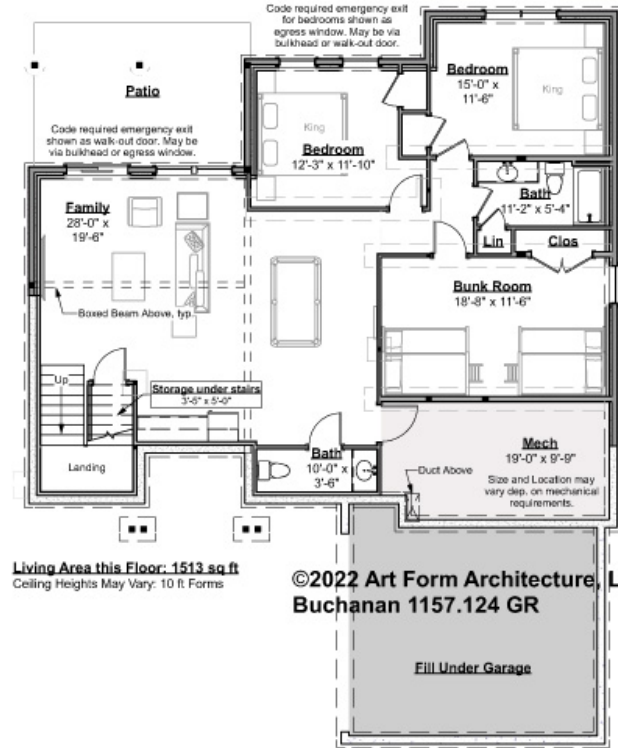 Code required emergency exit
for bedrooms shown as
egress window. May be via
bulkhead or walk-out door.
Patio
Code required emergency exit
shown as walk-out door. May be
via bulkhead or egress window.
King
Bedroom
12'-3" x 11'-10"
Bedroom
15'-0" x
11'-6"
King
Family
28'-0" x
19'-6"
Bath
11'-2" x 5'-4"
Lin
Clos
Boxed Beam Above, typ.
Bunk Room
18'-8" x 11'-6"
Up
Storage under stairs
3'-6" x 5'-0"
Landing
Bath
10'-0" x
3'-6"
Duct Above
Mech
19'-0" x 9'-9"
Size and Location may
vary dep. on mechanical
requirements.
Living Area this Floor: 1513 sq ft
Ceiling Heights May Vary: 10 ft Forms
©2022 Art Form Architecture, L
Buchanan 1157.124 GR
Fill Under Garage